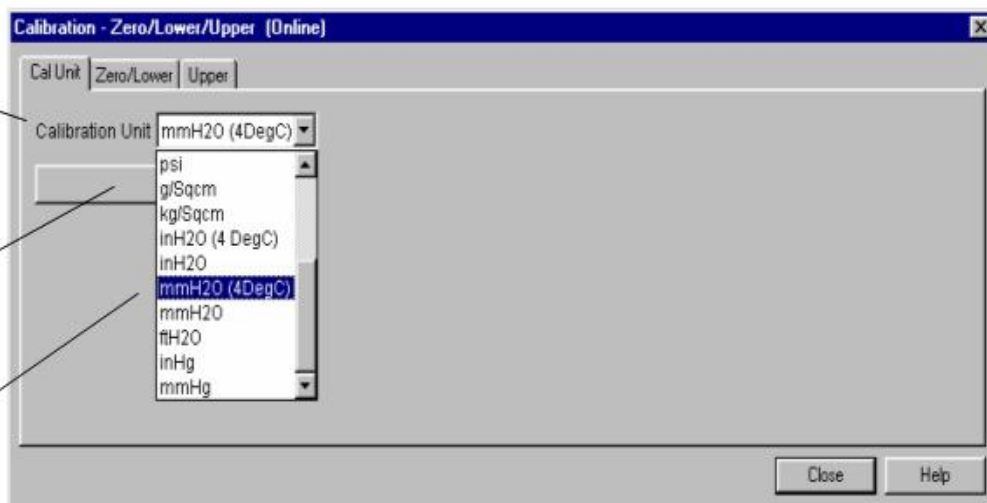 Calibration - Zero/Lower/Upper (Online)
Cal Unit Zero/Lower Upper
Calibration Unit mmH2O (4DegC)
psi
g/Sqcm
kg/Sqcm
inH2O (4 DegC)
inH2O
mmH2O (4DegC)
mmH2O
ftH2O
inHg
mmHg
Close Help